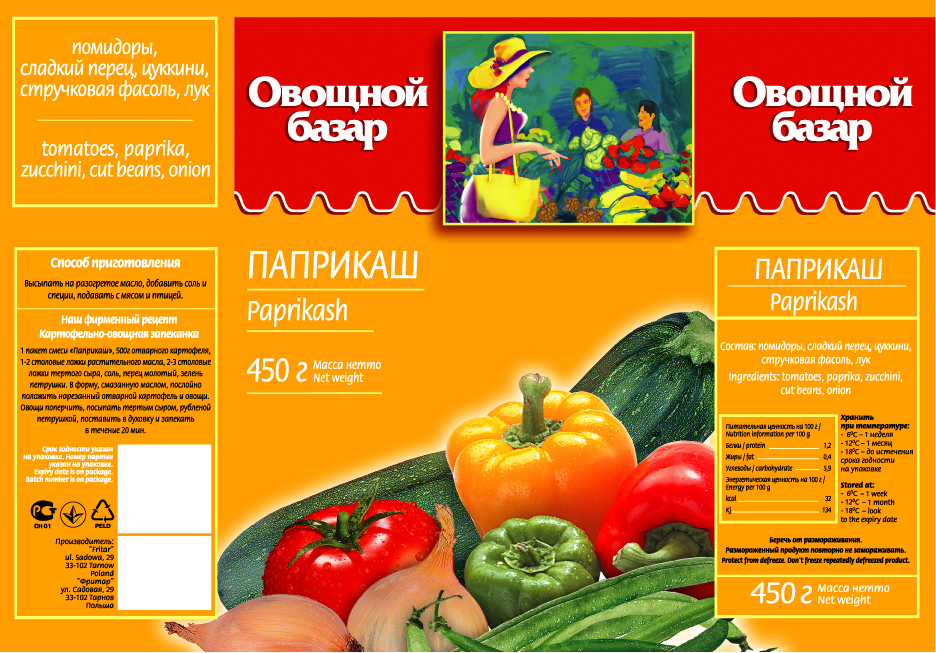 помидоры,
сладкий перец, цуккини,
стручковая фасоль, лук
tomatoes, paprika,
zucchini, cut beans, onion
Овощной
базар
Овощной
базар
Способ приготовления
Высыпать на разогретое масло, добавить соль и
специи, подавать с мясом и птицей.
Наш фирменный рецепт
Картофельно-овощная запеканка
1 пакет смеси «Паприкаш», 500г отварного картофеля,
1-2 столовые ложки растительного масла, 2-3 столовые
ложки тертого сыра, соль, перец молотый, зелень
петрушки. В форму, смазанную маслом, послойно
положить нарезанный отварной картофель и овощи.
Овощи поперчить, посыпать тертым сыром, рубленой
петрушкой, поставить в духовку и запекать
в течение 20 мин.
Срок годности указан
на упаковке. Номер партии
указан на упаковке.
Expiry date is on package.
Batch number is on package.
РСТ
CH 01
PELD
Производитель:
"Fritar"
ul. Sadowa, 29
33-102 Tarnow
Poland
"Фритар"
ул. Садовая, 29
33-102 Тарнов
Польша
ПАПРИКАШ
Paprikash
450 г Масса нетто
Net weight
ПАПРИКАШ
Paprikash
Состав: помидоры, сладкий перец, цуккини,
стручковая фасоль, лук
Ingredients: tomatoes, paprika, zucchini,
cut beans, onion
Питательная ценность на 100 г /
Nutrition information per 100 g
Белки / protein 1,2
Жиры / fat 0,4
Углеводы / carbohydrate 5,9
Энергетическая ценность на 100 г /
Energy per 100 g
kcal 32
Kj 134
Хранить
при температуре:
- 6ºC – 1 неделя
- 12ºC – 1 месяц
- 18ºC – до истечения
срока годности
на упаковке
Stored at:
- 6ºC – 1 week
- 12ºC – 1 month
- 18ºC – look
to the expiry date
Беречь от размораживания.
Размороженный продукт повторно не замораживать.
Protect from defreeze. Don't freeze repeatedly defreezed product.
450 г Масса нетто
Net weight